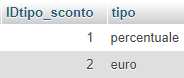 IDtipo_sconto tipo
1 percentuale
2 euro